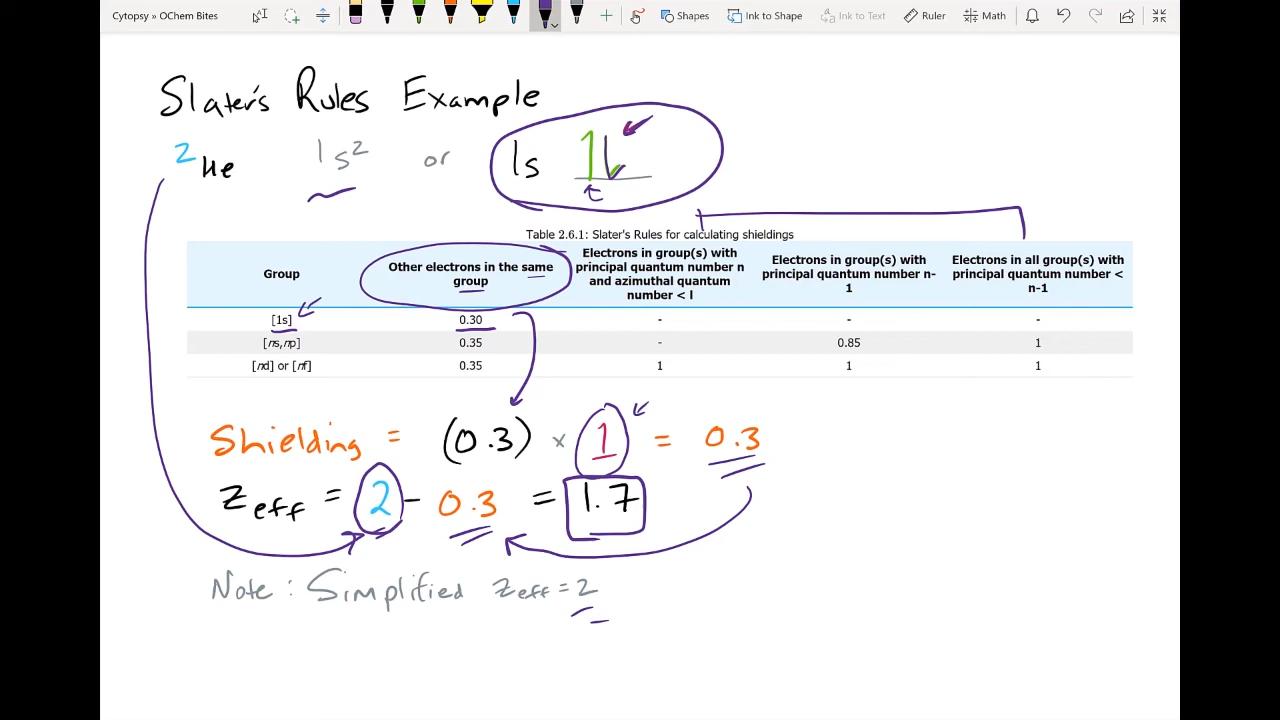 Cytopsy » OChem Bites
Shapes Ink to Shape Ink to Text Ruler Math
Slater's Rules Example
2He 1s2 or 1s
Table 2.6.1: Slater's Rules for calculating shieldings
Group Other electrons in the same group Electrons in group(s) with principal quantum number n and azimuthal quantum number < l Electrons in group(s) with principal quantum number n-1 Electrons in all group(s) with principal quantum number < n-1
[1s] 0.30 - - -
[ns,np] 0.35 - 0.85 1
[nd] or [nf] 0.35 1 1 1
Shielding = (0.3) × 1 = 0.3
Zeff = 2 - 0.3 = 1.7
Note: Simplified Zeff = 2